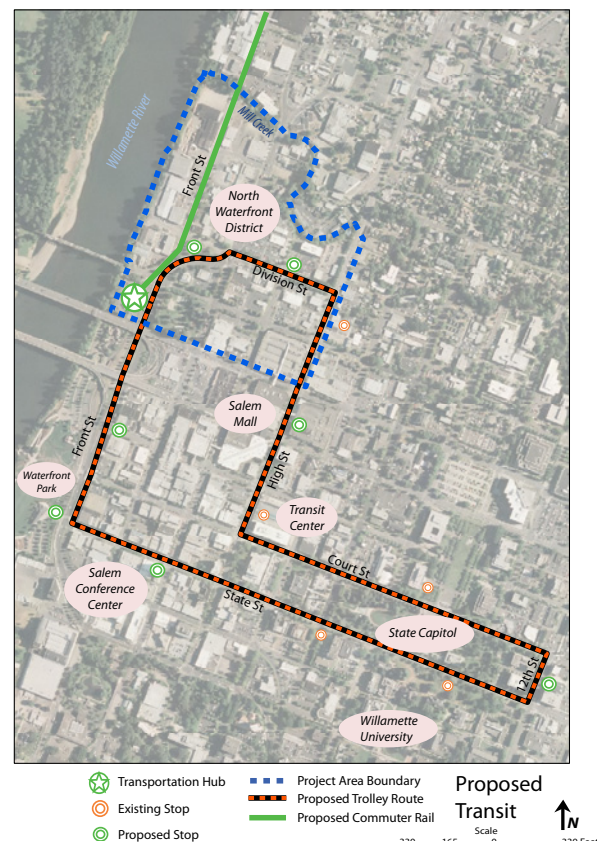 Willamette River
Mill Creek
Front St
North
Waterfront
District
Division St
Salem
Mall
Front St
High St
Waterfront
Park
Transit
Center
Court St
Salem
Conference
Center
State St
State Capitol
12th St
Willamette
University
Transportation Hub
Existing Stop
Proposed Stop
Project Area Boundary
Proposed Trolley Route
Proposed Commuter Rail
Proposed
Transit
N
Scale